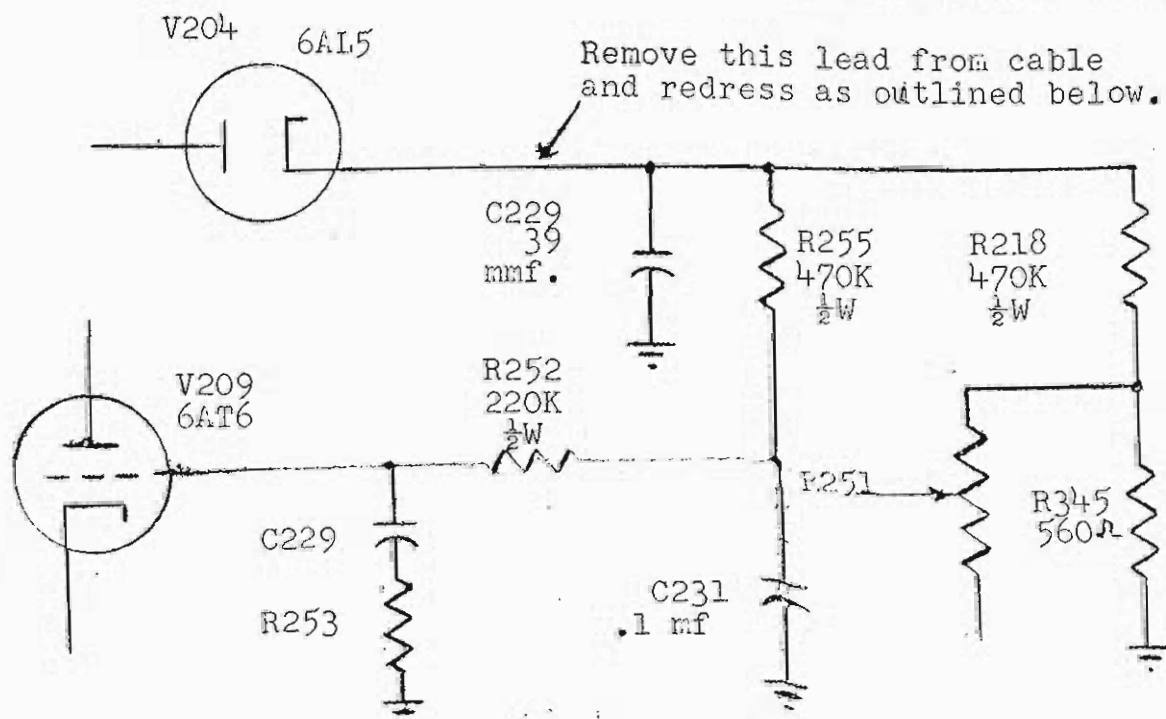 V204
6AL5
Remove this lead from cable
and redress as outlined below.
C229
39
mmf.
R255
470K
½W
R218
470K
½W
V209
6AT6
R252
220K
½W
R251
R345
560Ω
C229
R253
C231
.1 mf